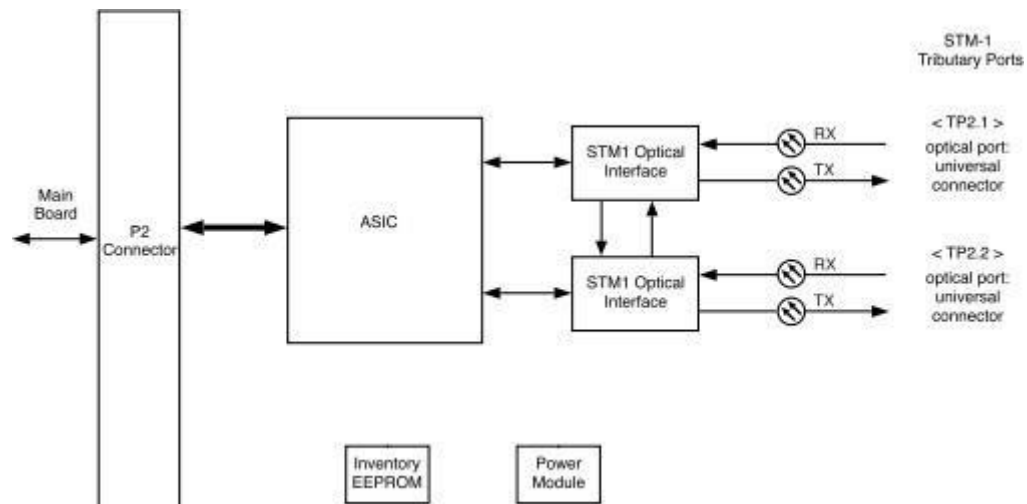 STM-1
Tributary Ports
< TP2.1 >
RX
optical port:
STM1 Optical
Interface
universal
TX
connector
Main
Board
P2
Connector
ASIC
< TP2.2 >
RX
optical port:
STM1 Optical
Interface
universal
TX
connector
Inventory
EEPROM
Power
Module